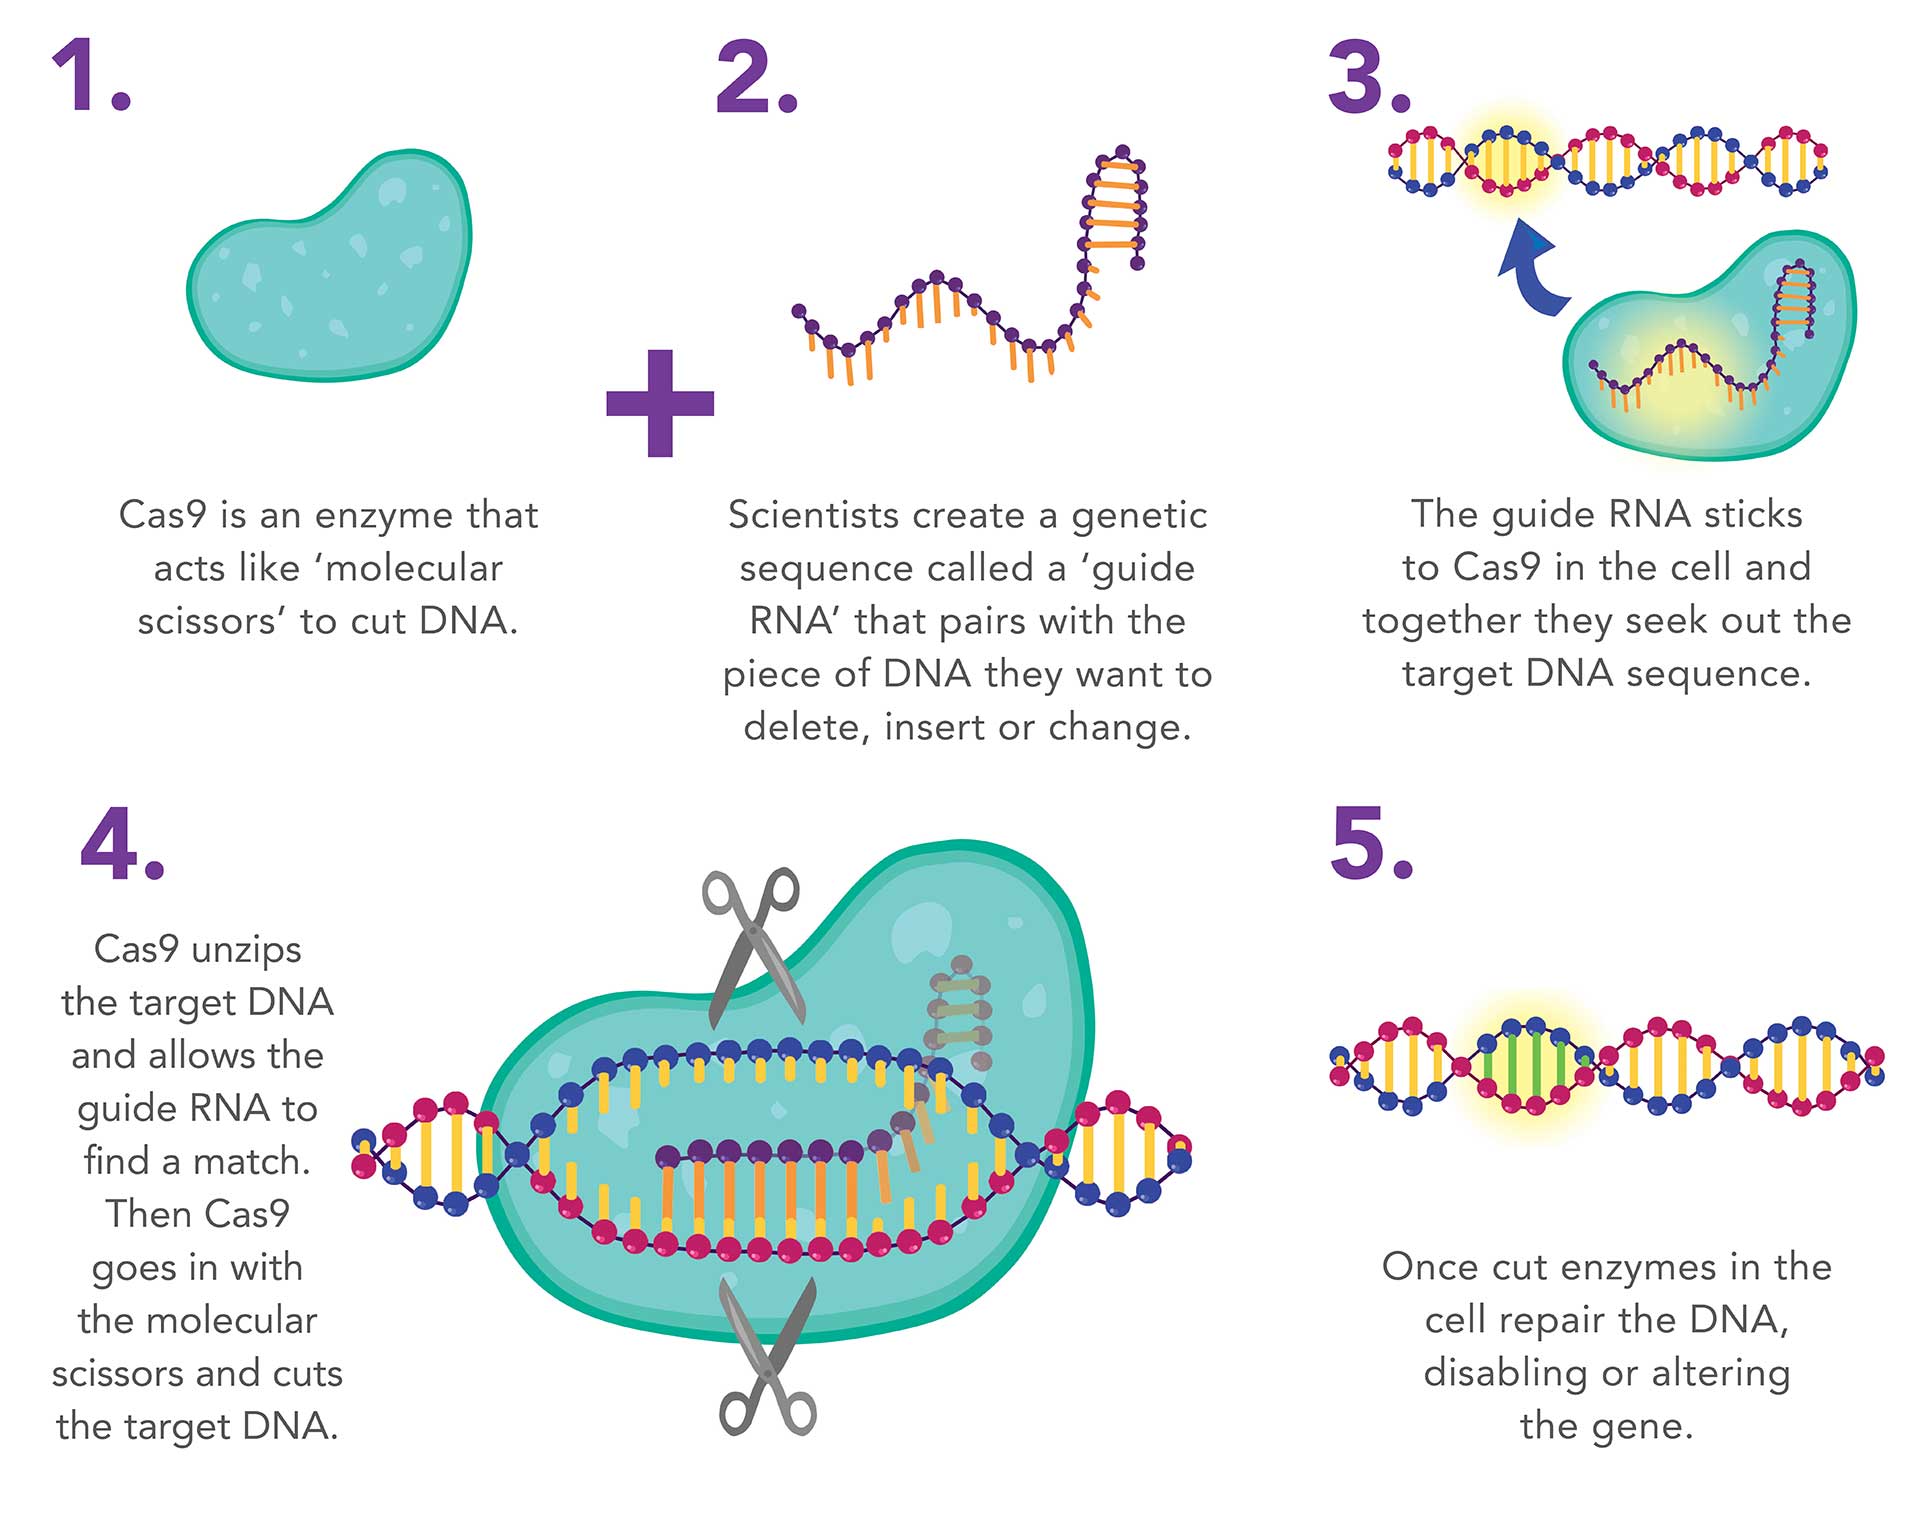 1.
Cas9 is an enzyme that
acts like ‘molecular
scissors’ to cut DNA.
+
2.
Scientists create a genetic
sequence called a ‘guide
RNA’ that pairs with the
piece of DNA they want to
delete, insert or change.
3.
The guide RNA sticks
to Cas9 in the cell and
together they seek out the
target DNA sequence.
4.
Cas9 unzips
the target DNA
and allows the
guide RNA to
find a match.
Then Cas9
goes in with
the molecular
scissors and cuts
the target DNA.
5.
Once cut enzymes in the
cell repair the DNA,
disabling or altering
the gene.